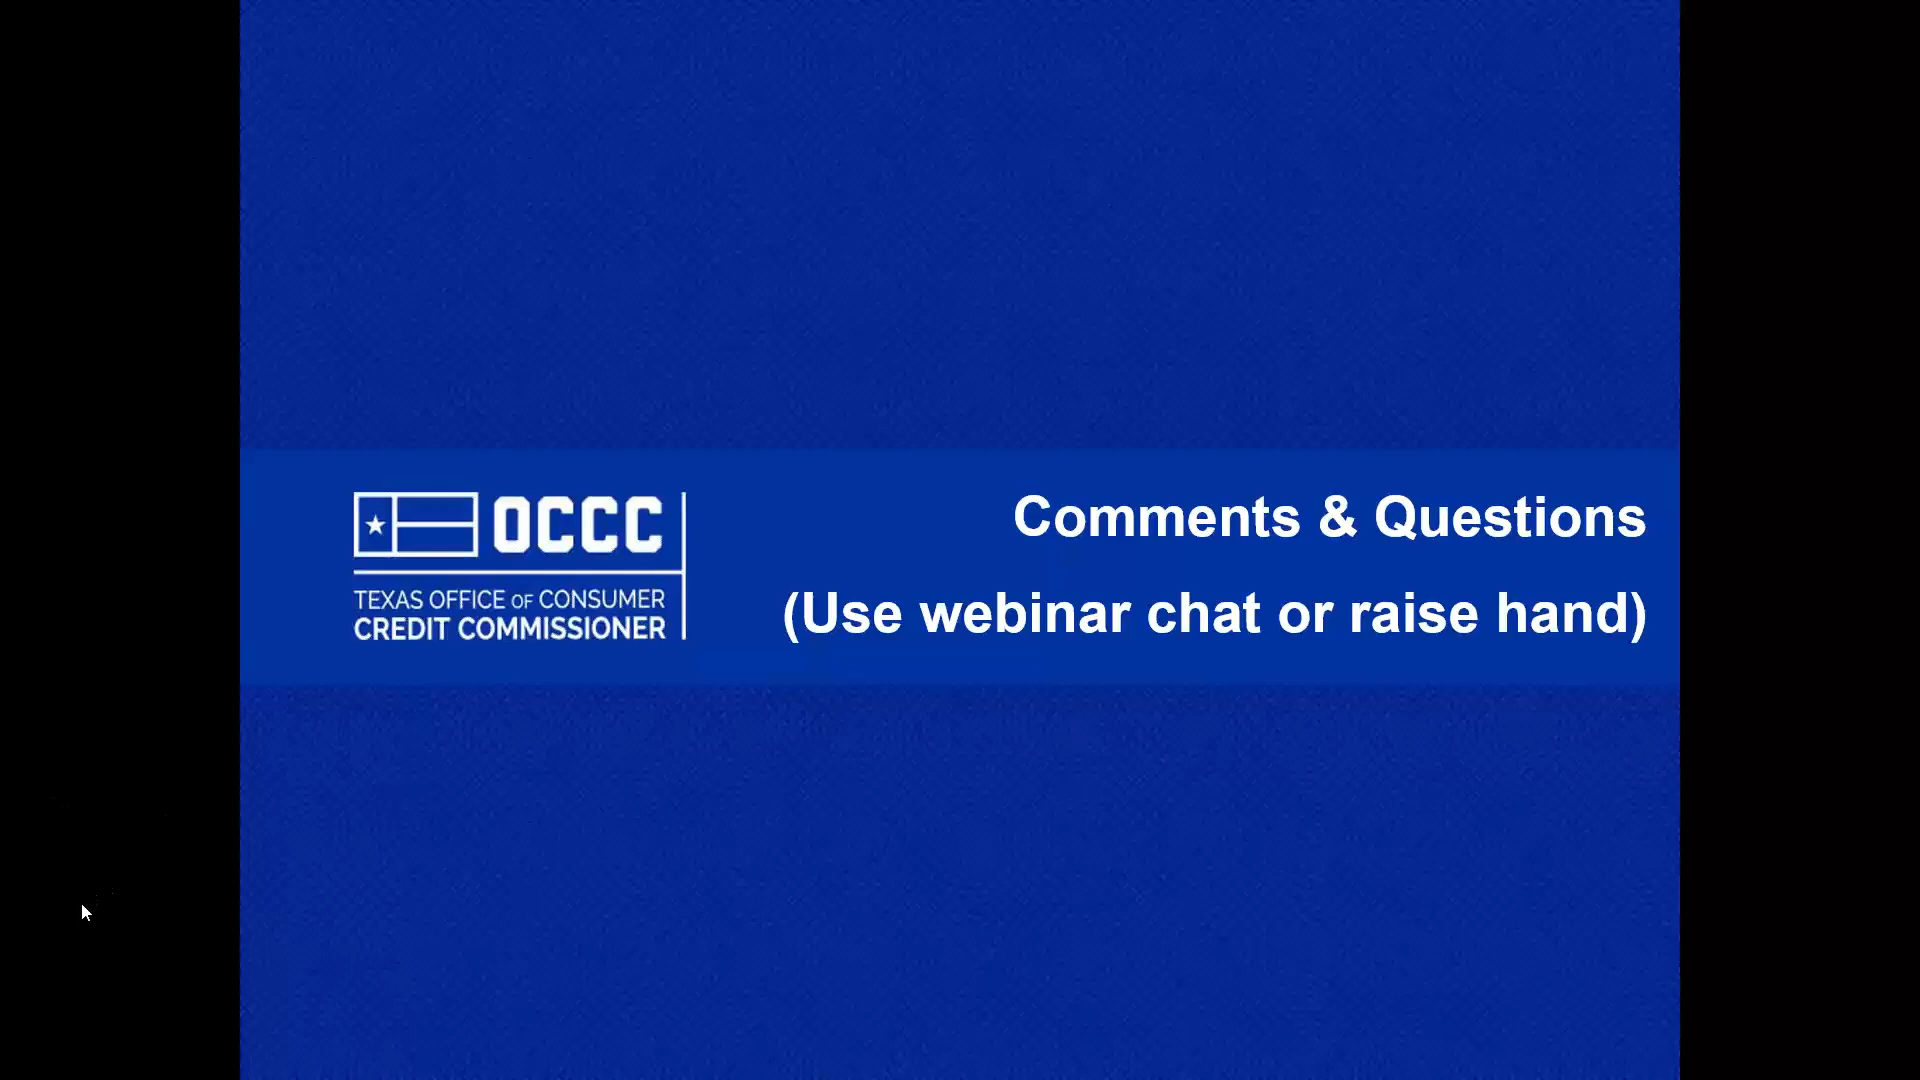 OCCC
TEXAS OFFICE OF CONSUMER
CREDIT COMMISSIONER
Comments & Questions
(Use webinar chat or raise hand)